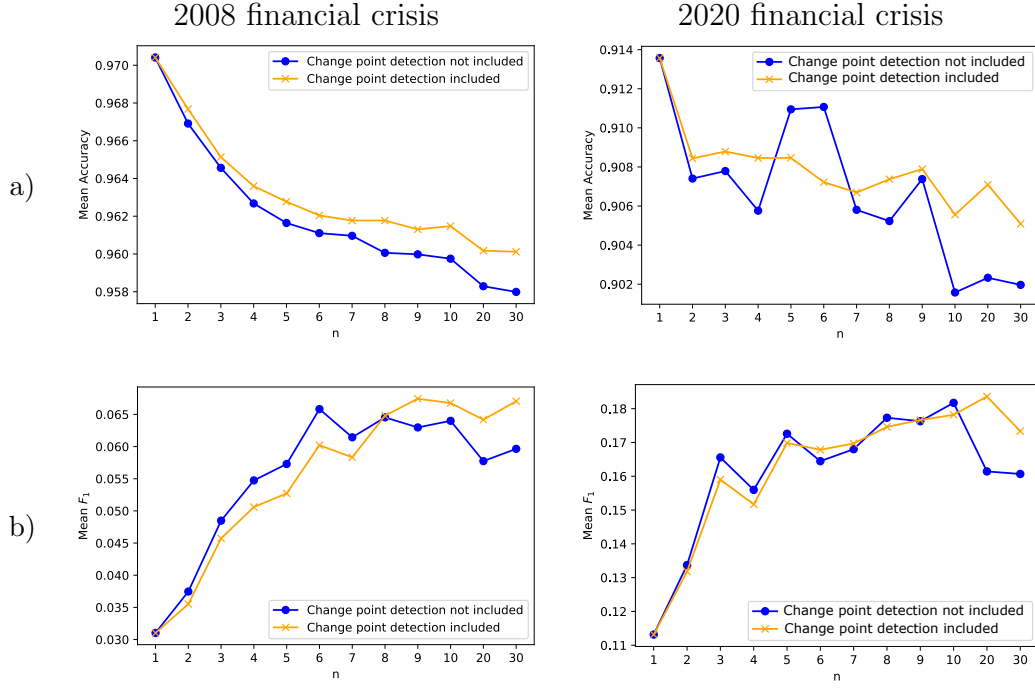 2008 financial crisis
2020 financial crisis
a)
Mean Accuracy
0.970
0.968
0.966
0.964
0.962
0.960
0.958
Change point detection not included
Change point detection included
1 2 3 4 5 6 7 8 9 10 20 30
n
Mean Accuracy
0.914
0.912
0.910
0.908
0.906
0.904
0.902
Change point detection not included
Change point detection included
1 2 3 4 5 6 7 8 9 10 20 30
n
b)
Mean F1
0.065
0.060
0.055
0.050
0.045
0.040
0.035
0.030
Change point detection not included
Change point detection included
1 2 3 4 5 6 7 8 9 10 20 30
n
Mean F1
0.18
0.17
0.16
0.15
0.14
0.13
0.12
0.11
Change point detection not included
Change point detection included
1 2 3 4 5 6 7 8 9 10 20 30
n